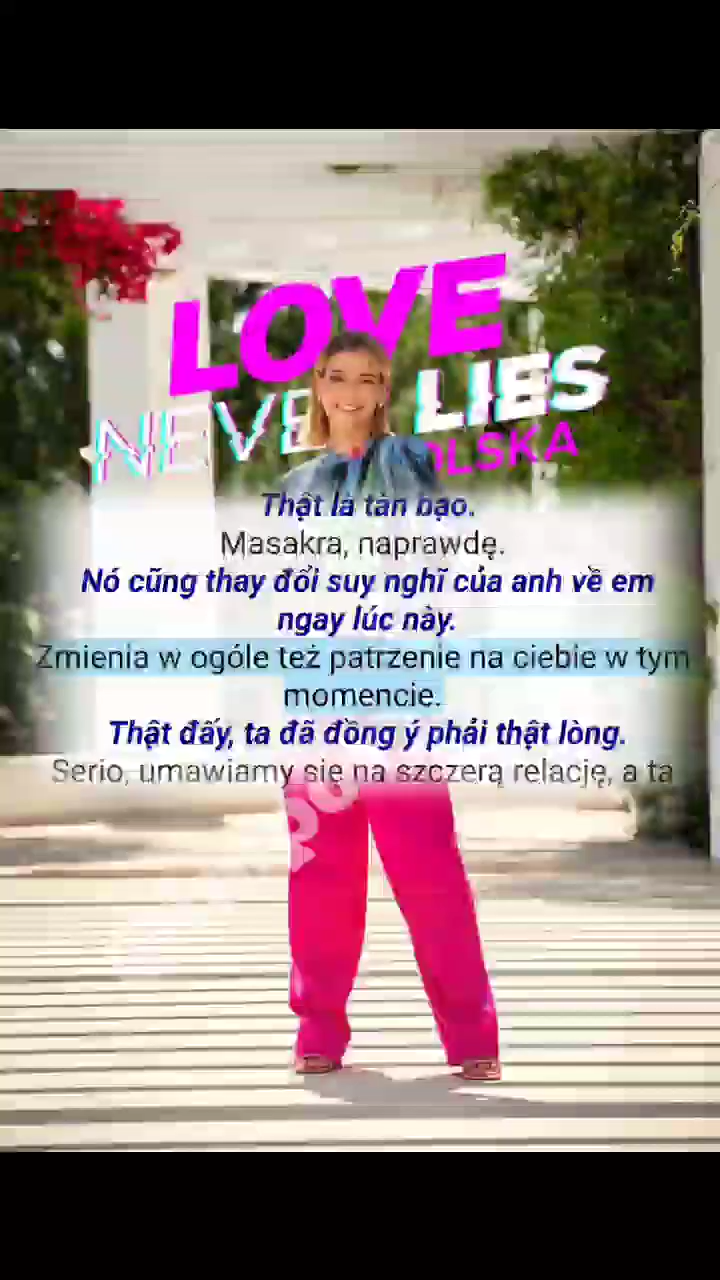 LOVE
NEVE LIES
OLSKA
Thật là tàn bạo.
Masakra, naprawdę.
Nó cũng thay đổi suy nghĩ của anh về em
ngay lúc này.
Zmienia w ogóle też patrzenie na ciebie w tym
momencie.
Thật đấy, ta đã đồng ý phải thật lòng.
Serio, umawiamy się na szczerą relację, a ta